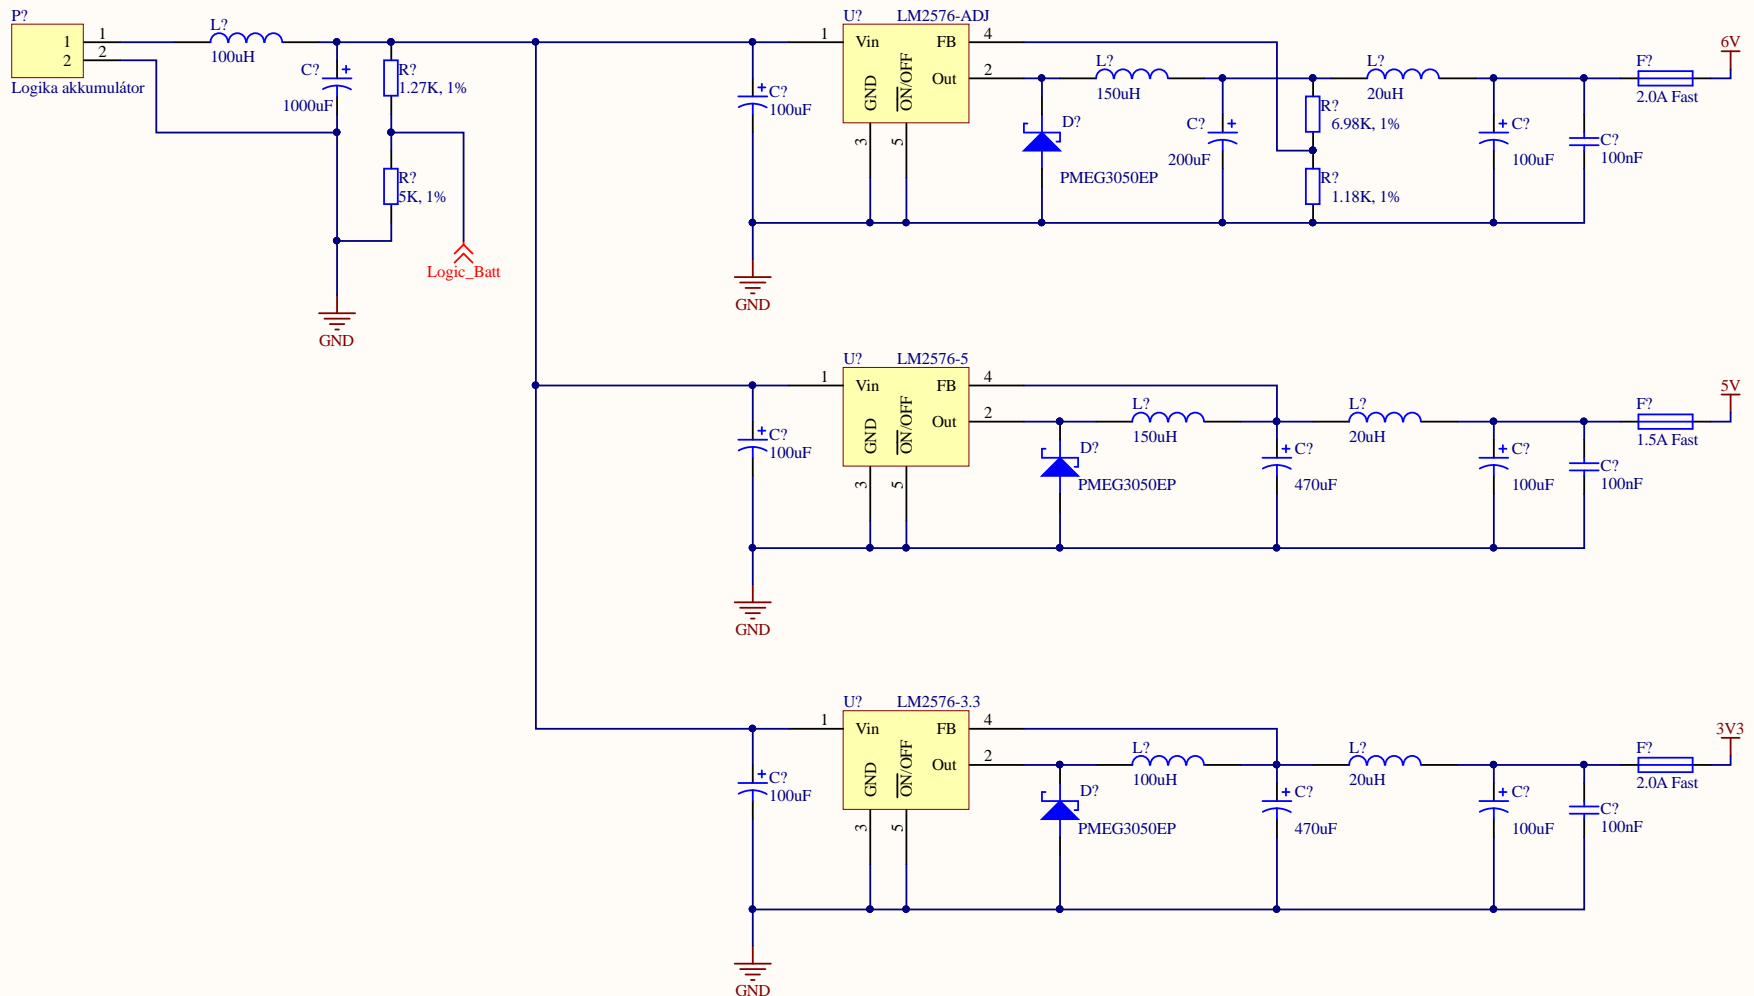 P?
1
2
1
2
Logika akkumulátor
L?
100uH
C?
1000uF
R?
1.27K, 1%
R?
5K, 1%
Logic_Batt
GND
U?
LM2576-ADJ
1
Vin
FB
4
Out
2
GND
ON/OFF
3
5
C?
100uF
D?
PMEG3050EP
L?
150uH
C?
200uF
R?
6.98K, 1%
R?
1.18K, 1%
L?
20uH
C?
100uF
C?
100nF
F?
2.0A Fast
6V
GND
U?
LM2576-5
1
Vin
FB
4
Out
2
GND
ON/OFF
3
5
C?
100uF
D?
PMEG3050EP
L?
150uH
C?
470uF
L?
20uH
C?
100uF
C?
100nF
F?
1.5A Fast
5V
GND
U?
LM2576-3.3
1
Vin
FB
4
Out
2
GND
ON/OFF
3
5
C?
100uF
D?
PMEG3050EP
L?
100uH
C?
470uF
L?
20uH
C?
100uF
C?
100nF
F?
2.0A Fast
3V3
GND